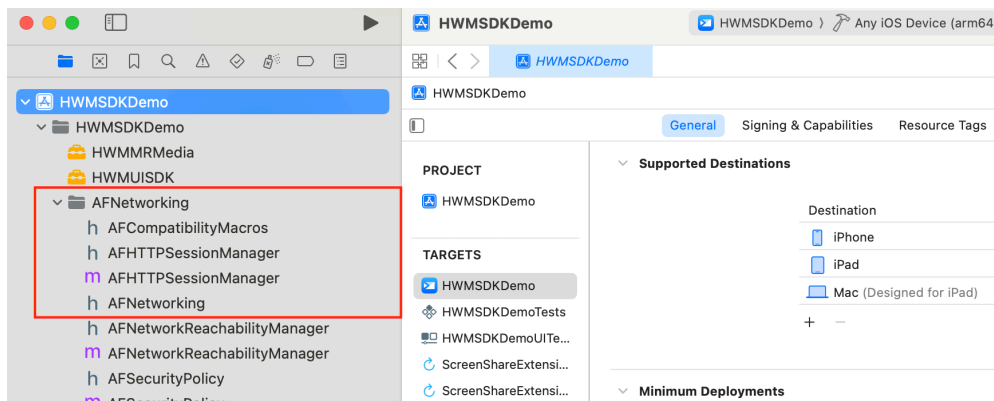 HWMSDKDemo
HWMSDKDemo 〉 Any iOS Device (arm64
HWMSDKDemo
HWMSDKDemo
HWMSDKDemo
HWMSDKDemo
HWMMRMedia
HWMUISDK
AFNetworking
h AFCompatibilityMacros
h AFHTTPSessionManager
m AFHTTPSessionManager
h AFNetworking
h AFNetworkReachabilityManager
m AFNetworkReachabilityManager
h AFSecurityPolicy
General Signing & Capabilities Resource Tags
PROJECT
HWMSDKDemo
TARGETS
HWMSDKDemo
HWMSDKDemoTests
HWMSDKDemoUITe...
ScreenShareExtensi...
ScreenShareExtensi...
Supported Destinations
Destination
iPhone
iPad
Mac (Designed for iPad)
+ −
Minimum Deployments